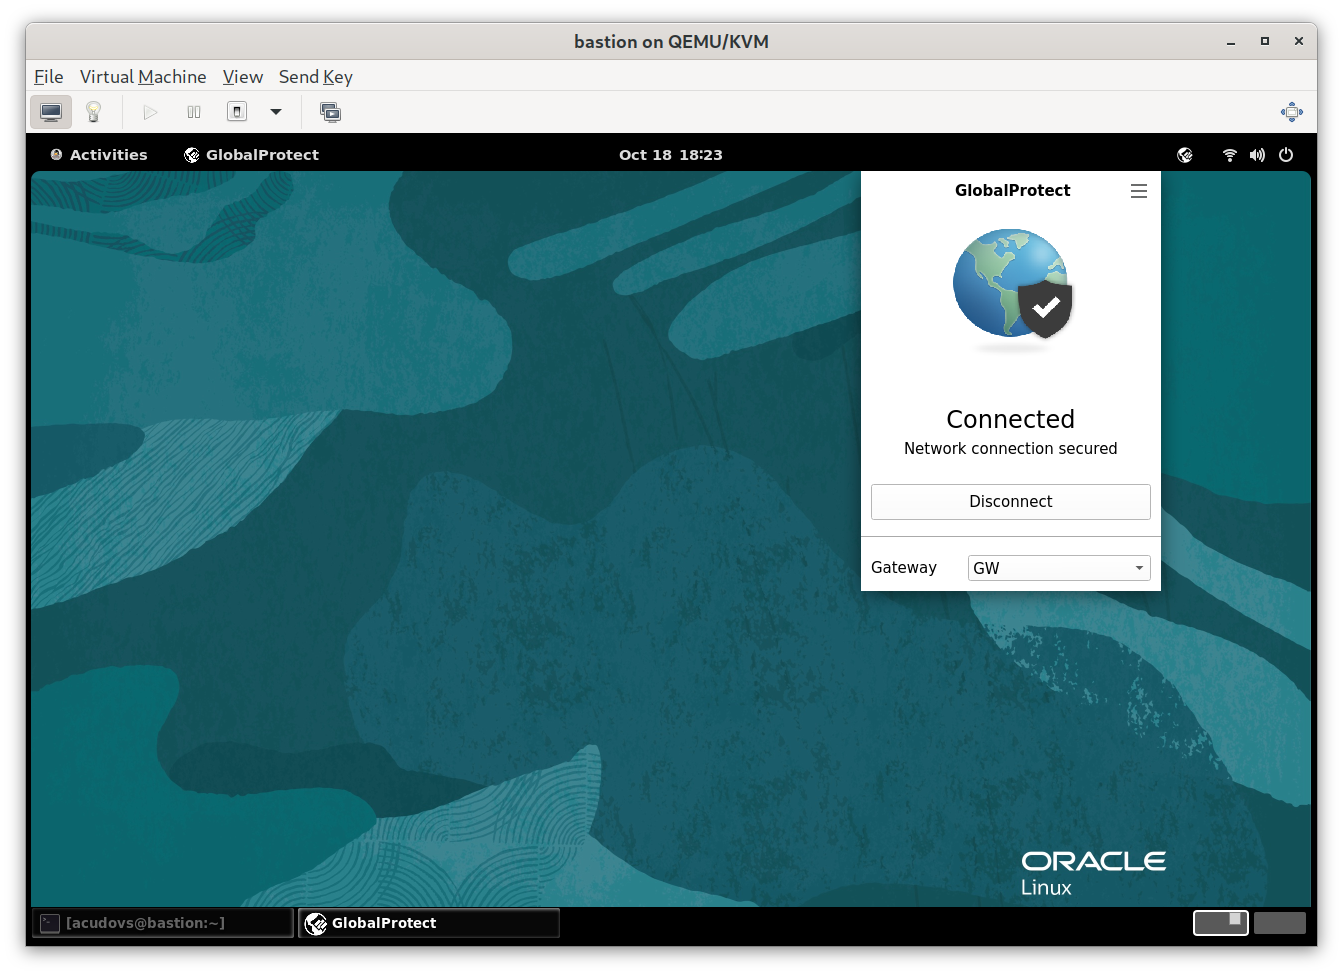 bastion on QEMU/KVM
File Virtual Machine View Send Key
Activities GlobalProtect Oct 18 18:23
GlobalProtect
Connected
Network connection secured
Disconnect
Gateway GW
ORACLE
Linux
[acudovs@bastion:~] GlobalProtect